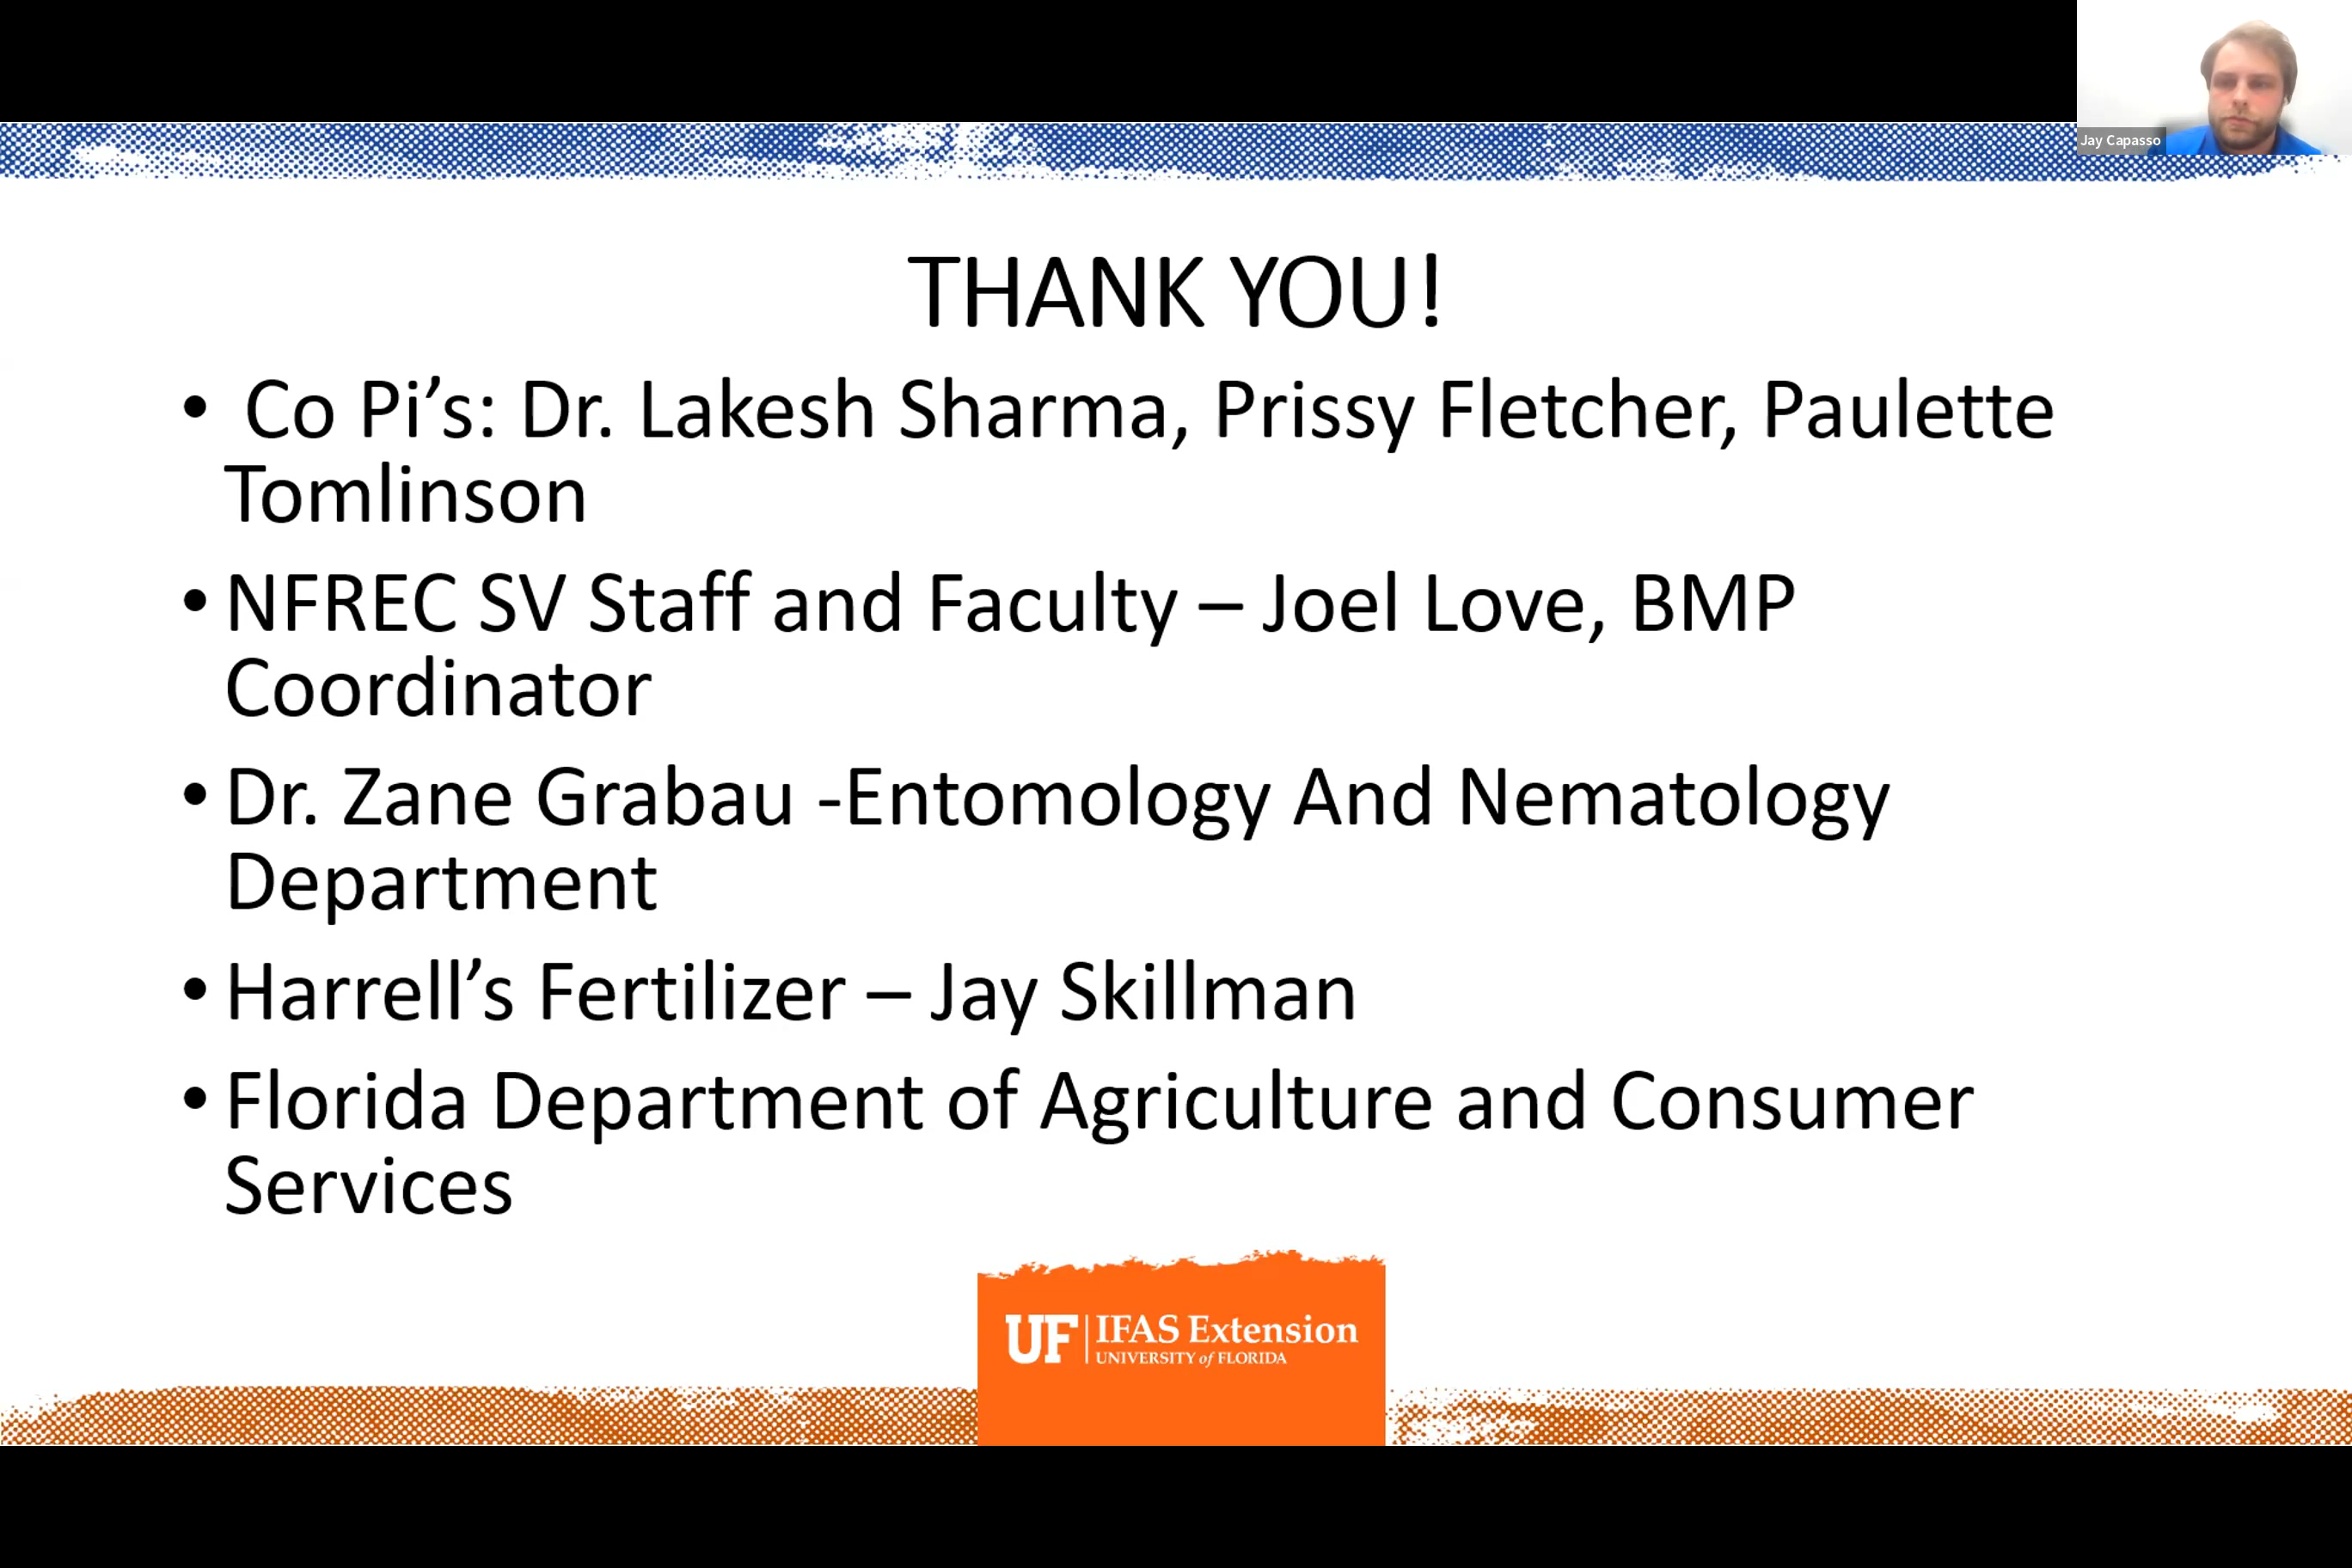 Jay Capasso
THANK YOU!
• Co Pi’s: Dr. Lakesh Sharma, Prissy Fletcher, Paulette
Tomlinson
• NFREC SV Staff and Faculty – Joel Love, BMP
Coordinator
• Dr. Zane Grabau -Entomology And Nematology
Department
• Harrell’s Fertilizer – Jay Skillman
• Florida Department of Agriculture and Consumer
Services
UF IFAS Extension
UNIVERSITY of FLORIDA